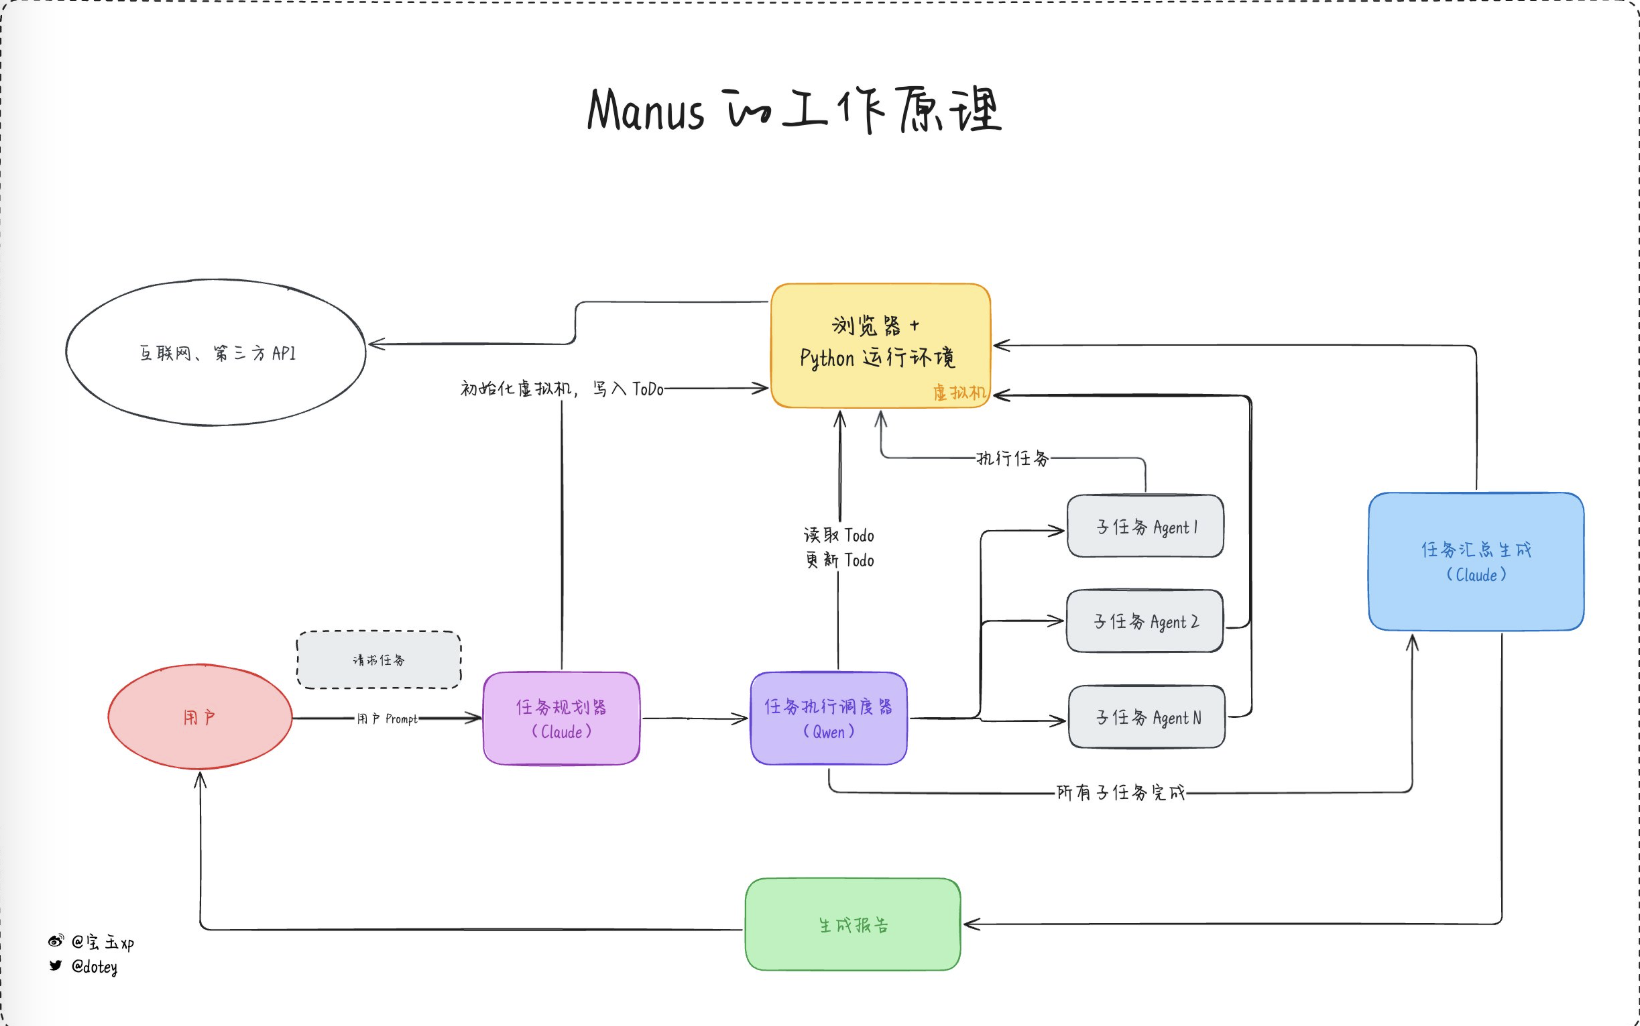 Manus 的工作原理
互联网、第三方 API
浏览器 +
Python 运行环境
虚拟机
初始化虚拟机，写入 ToDo
执行任务
读取 Todo
更新 Todo
子任务 Agent 1
子任务 Agent 2
子任务 Agent N
任务汇总生成
（Claude）
请求任务
用户
用户 Prompt
任务规划器
（Claude）
任务执行调度器
（Qwen）
所有子任务完成
生成报告
@宝玉xp
@dotey